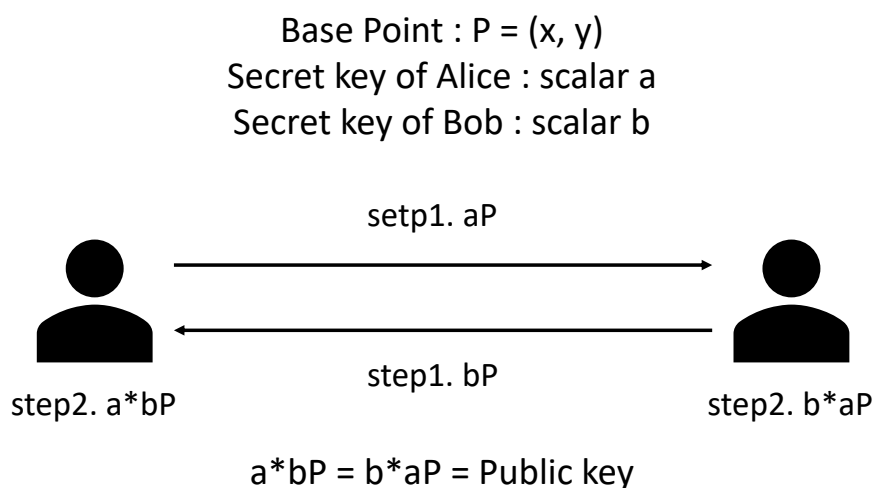 Base Point : P = (x, y)
Secret key of Alice : scalar a
Secret key of Bob : scalar b
setp1. aP
step1. bP
step2. a*bP
step2. b*aP
a*bP = b*aP = Public key